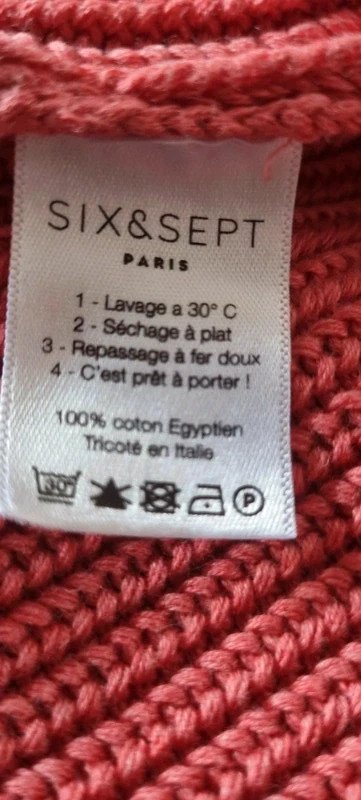 SIX&SEPT
PARIS
1 - Lavage a 30° C
2 - Séchage à plat
3 - Repassage à fer doux
4 - C'est prêt à porter !
100% coton Egyptien
Tricoté en Italie
30° P